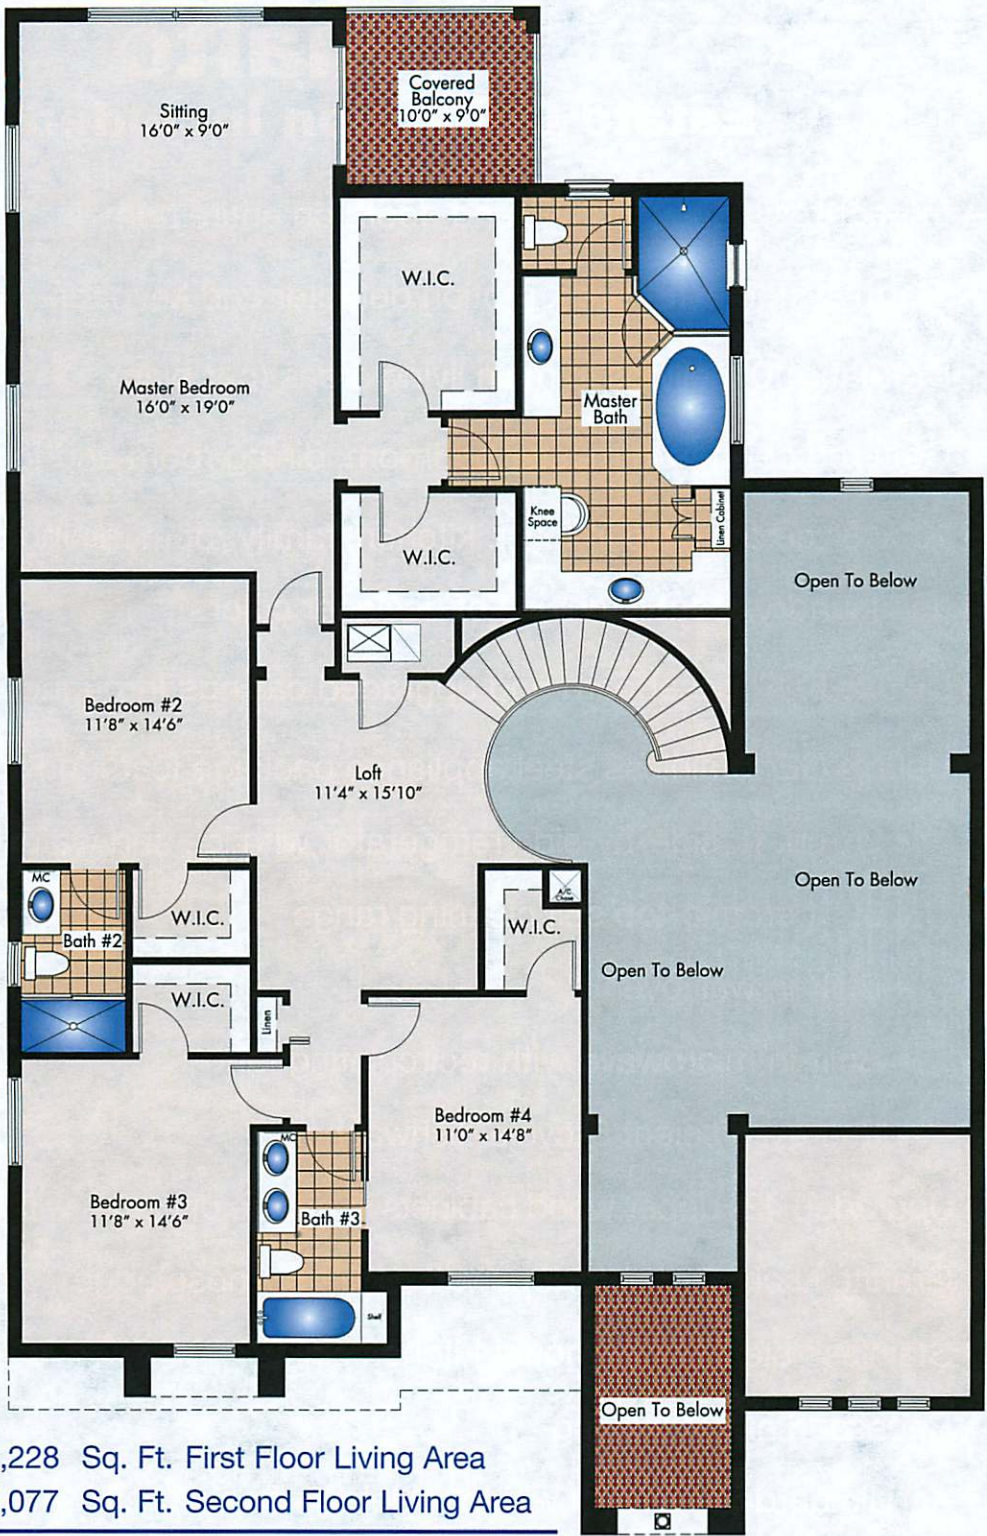 Covered
Balcony
10'0" x 9'0"
Sitting
16'0" x 9'0"
W.I.C.
Master Bedroom
16'0" x 19'0"
Master
Bath
Knee
Space
Linen Cabinet
W.I.C.
Open To Below
Bedroom #2
11'8" x 14'6"
Loft
11'4" x 15'10"
MC
W.I.C.
Bath #2
A/C
Chase
W.I.C.
Open To Below
Open To Below
W.I.C.
Linen
Bedroom #4
11'0" x 14'8"
MC
Bedroom #3
11'8" x 14'6"
Bath #3
Shelf
Open To Below
,228 Sq. Ft. First Floor Living Area
,077 Sq. Ft. Second Floor Living Area